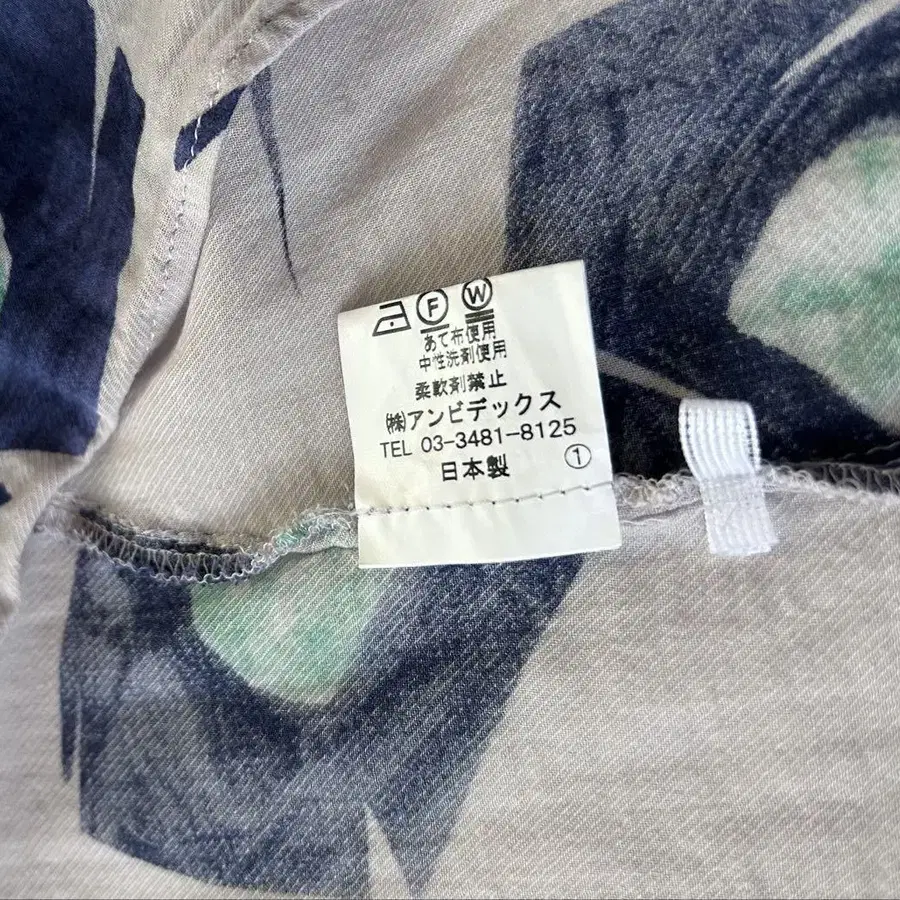 F W
あて布使用
中性洗剤使用
柔軟剤禁止
㈱アンビデックス
TEL 03-3481-8125
日本製 ①